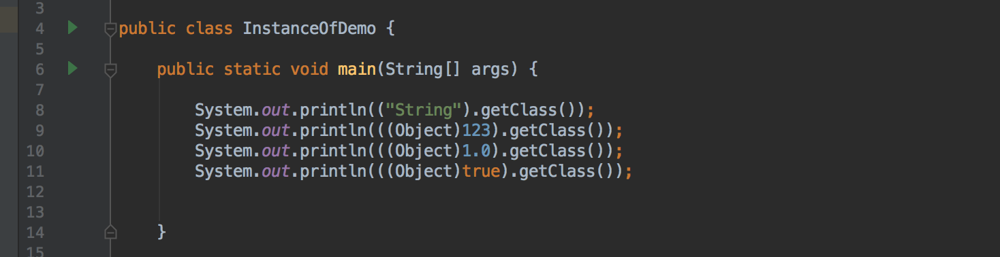 3
4 public class InstanceOfDemo {
5
6 public static void main(String[] args) {
7
8 System.out.println(("String").getClass());
9 System.out.println(((Object)123).getClass());
10 System.out.println(((Object)1.0).getClass());
11 System.out.println(((Object)true).getClass());
12
13
14 }
15